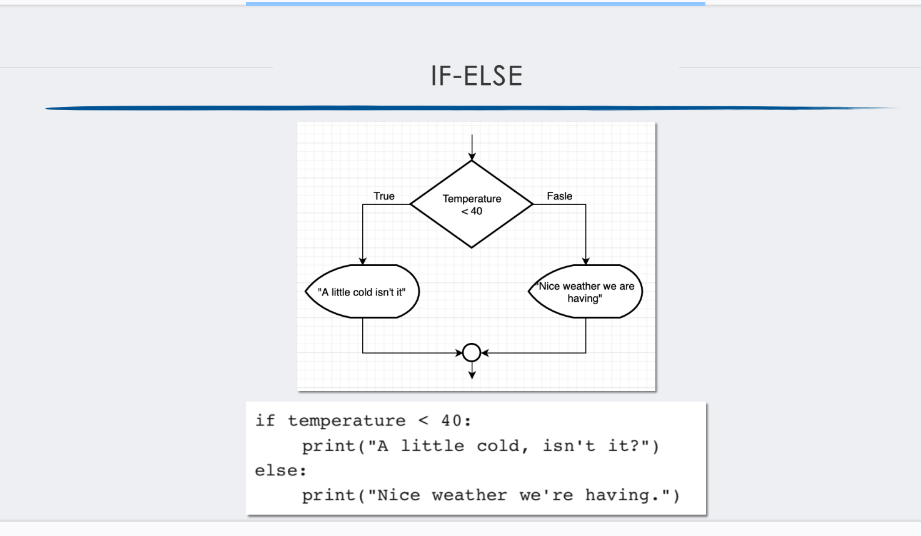 IF-ELSE
True
Temperature
< 40
Fasle
"A little cold isn't it"
"Nice weather we are
having"
if temperature < 40:
    print("A little cold, isn't it?")
else:
    print("Nice weather we're having.")